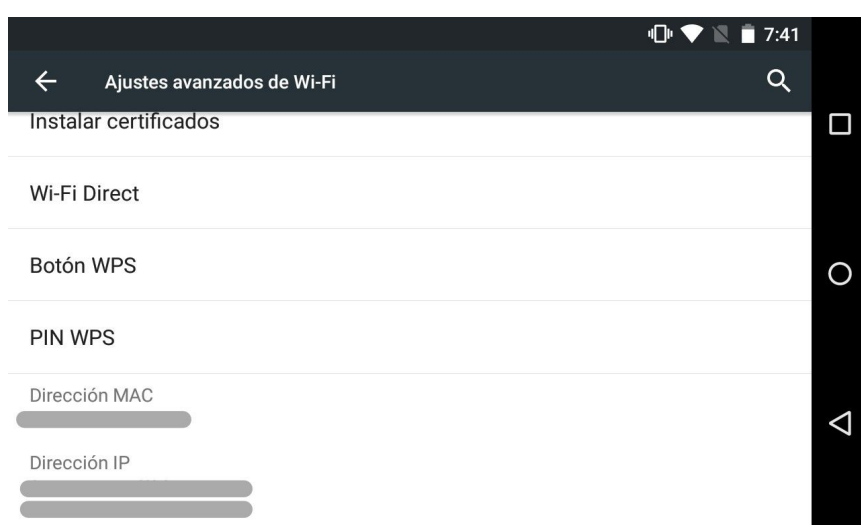 7:41
Ajustes avanzados de Wi-Fi
Instalar certificados
Wi-Fi Direct
Botón WPS
PIN WPS
Dirección MAC
Dirección IP